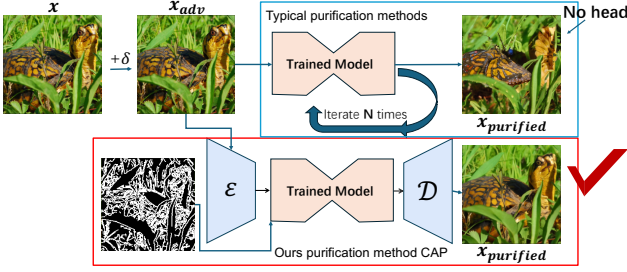 x
x_adv
Typical purification methods
No head
+δ
Trained Model
Iterate N times
x_purified
ε
Trained Model
D
Ours purification method CAP
x_purified